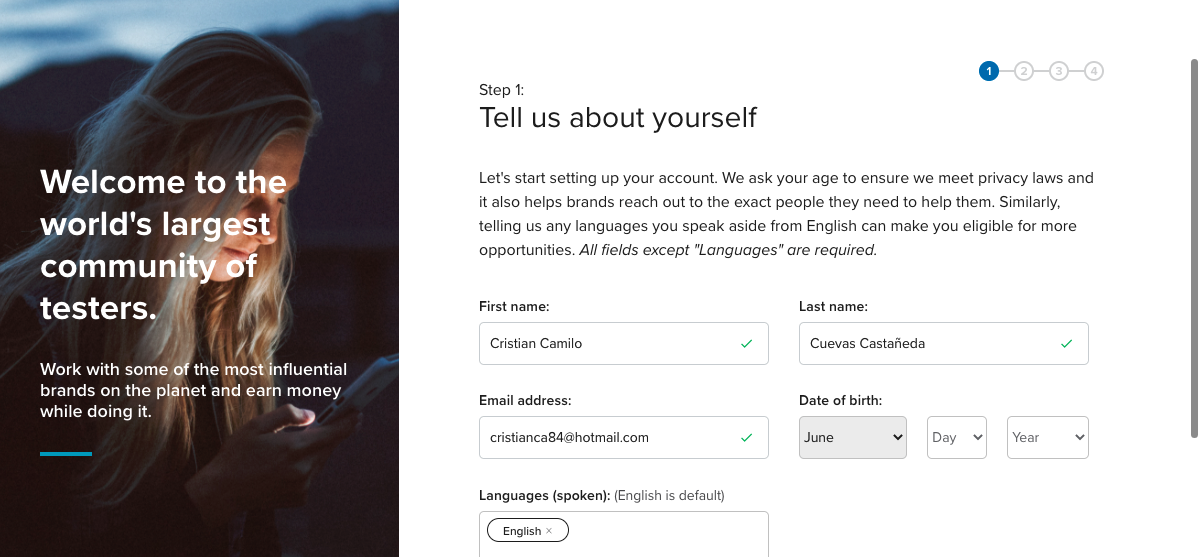 Welcome to the
world's largest
community of
testers.
Work with some of the most influential
brands on the planet and earn money
while doing it.
1 2 3 4
Step 1:
Tell us about yourself
Let's start setting up your account. We ask your age to ensure we meet privacy laws and
it also helps brands reach out to the exact people they need to help them. Similarly,
telling us any languages you speak aside from English can make you eligible for more
opportunities. All fields except "Languages" are required.
First name: Last name:
Cristian Camilo Cuevas Castañeda
Email address: Date of birth:
cristianca84@hotmail.com June Day Year
Languages (spoken): (English is default)
English ×